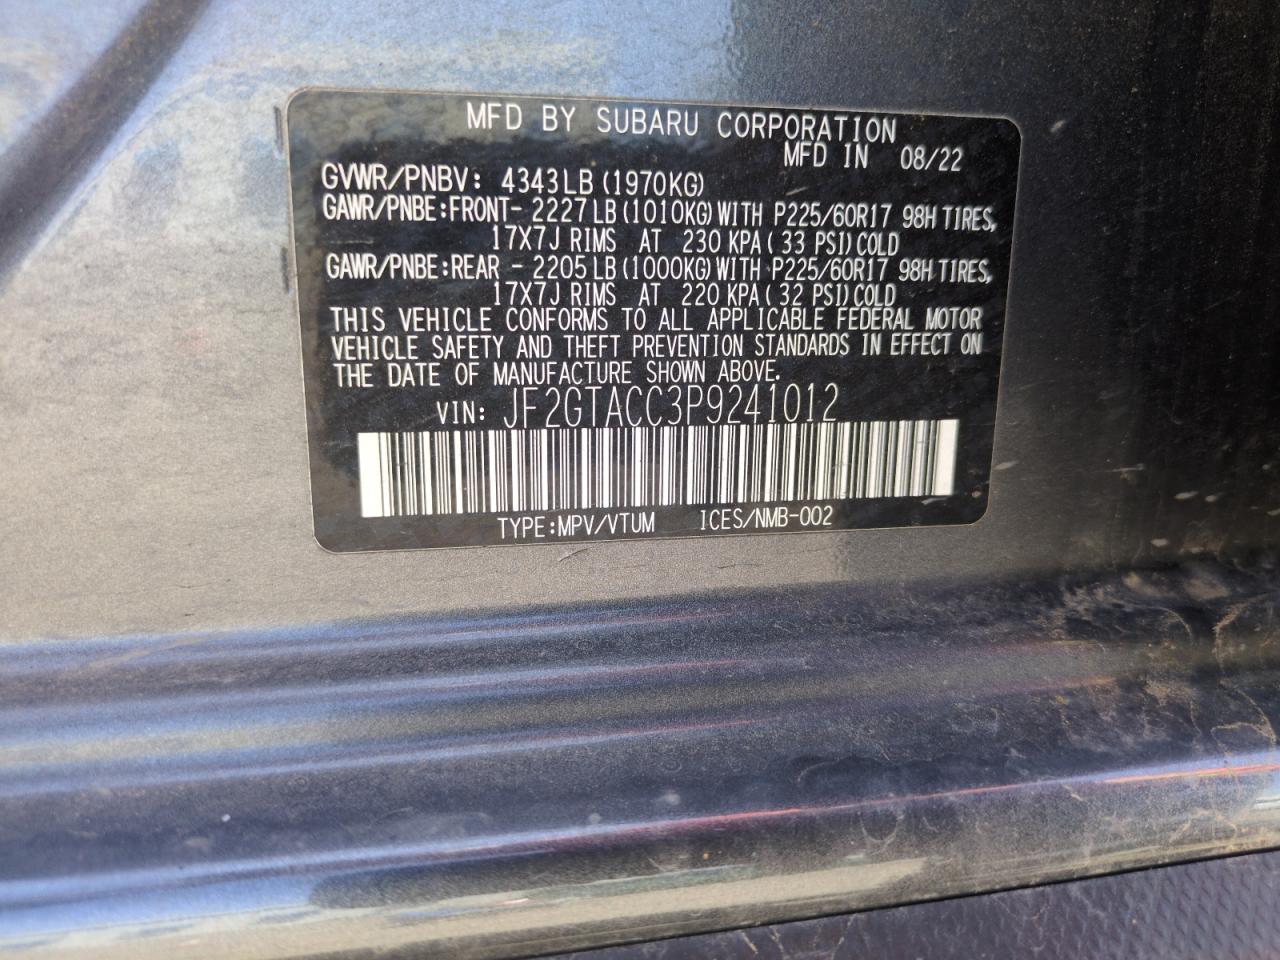 MFD BY SUBARU CORPORATION
MFD IN 08/22
GVWR/PNBV: 4343LB(1970KG)
GAWR/PNBE:FRONT-2227LB(1010KG)WITH P225/60R17 98H TIRES,
17X7J RIMS AT 230 KPA( 33 PSI)COLD
GAWR/PNBE:REAR -2205LB(1000KG)WITH P225/60R17 98H TIRES,
17X7J RIMS AT 220 KPA( 32 PSI)COLD
THIS VEHICLE CONFORMS TO ALL APPLICABLE FEDERAL MOTOR
VEHICLE SAFETY AND THEFT PREVENTION STANDARDS IN EFFECT ON
THE DATE OF MANUFACTURE SHOWN ABOVE.
VIN: JF2GTACC3P9241012
TYPE:MPV/VTUM ICES/NMB-002